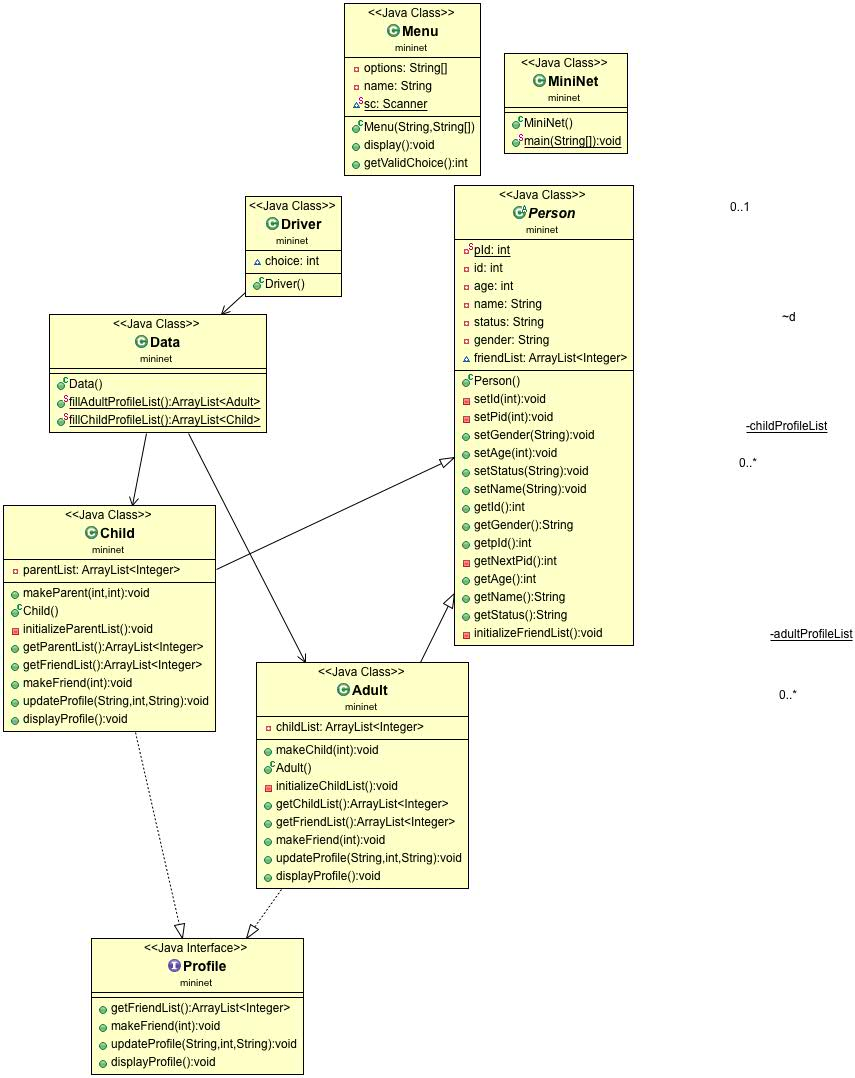 <<Java Class>>
Menu
mininet
options: String[]
name: String
sc: Scanner
Menu(String,String[])
display():void
getValidChoice():int
<<Java Class>>
MiniNet
mininet
MiniNet()
main(String[]):void
<<Java Class>>
Driver
mininet
choice: int
Driver()
<<Java Class>>
Person
mininet
pId: int
id: int
age: int
name: String
status: String
gender: String
friendList: ArrayList<Integer>
Person()
setId(int):void
setPid(int):void
setGender(String):void
setAge(int):void
setStatus(String):void
setName(String):void
getId():int
getGender():String
getpId():int
getNextPid():int
getAge():int
getName():String
getStatus():String
initializeFriendList():void
0..1
~d
-childProfileList
0..*
-adultProfileList
0..*
<<Java Class>>
Data
mininet
Data()
fillAdultProfileList():ArrayList<Adult>
fillChildProfileList():ArrayList<Child>
<<Java Class>>
Child
mininet
parentList: ArrayList<Integer>
makeParent(int,int):void
Child()
initializeParentList():void
getParentList():ArrayList<Integer>
getFriendList():ArrayList<Integer>
makeFriend(int):void
updateProfile(String,int,String):void
displayProfile():void
<<Java Class>>
Adult
mininet
childList: ArrayList<Integer>
makeChild(int):void
Adult()
initializeChildList():void
getChildList():ArrayList<Integer>
getFriendList():ArrayList<Integer>
makeFriend(int):void
updateProfile(String,int,String):void
displayProfile():void
<<Java Interface>>
Profile
mininet
getFriendList():ArrayList<Integer>
makeFriend(int):void
updateProfile(String,int,String):void
displayProfile():void